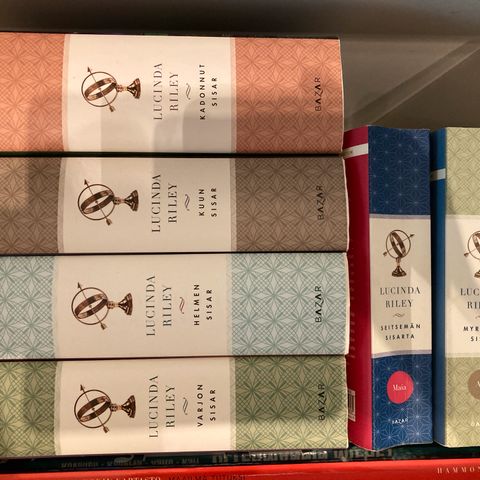 LUCINDA
RILEY
KADONNUT
SISAR
BAZAR
LUCINDA
RILEY
KUUN
SISAR
BAZAR
LUCINDA
RILEY
HELMEN
SISAR
BAZAR
LUCINDA
RILEY
VARJON
SISAR
BAZAR
LUCINDA
RILEY
SEITSEMÄN
SISARTA
Maia
BAZAR
HAMMON